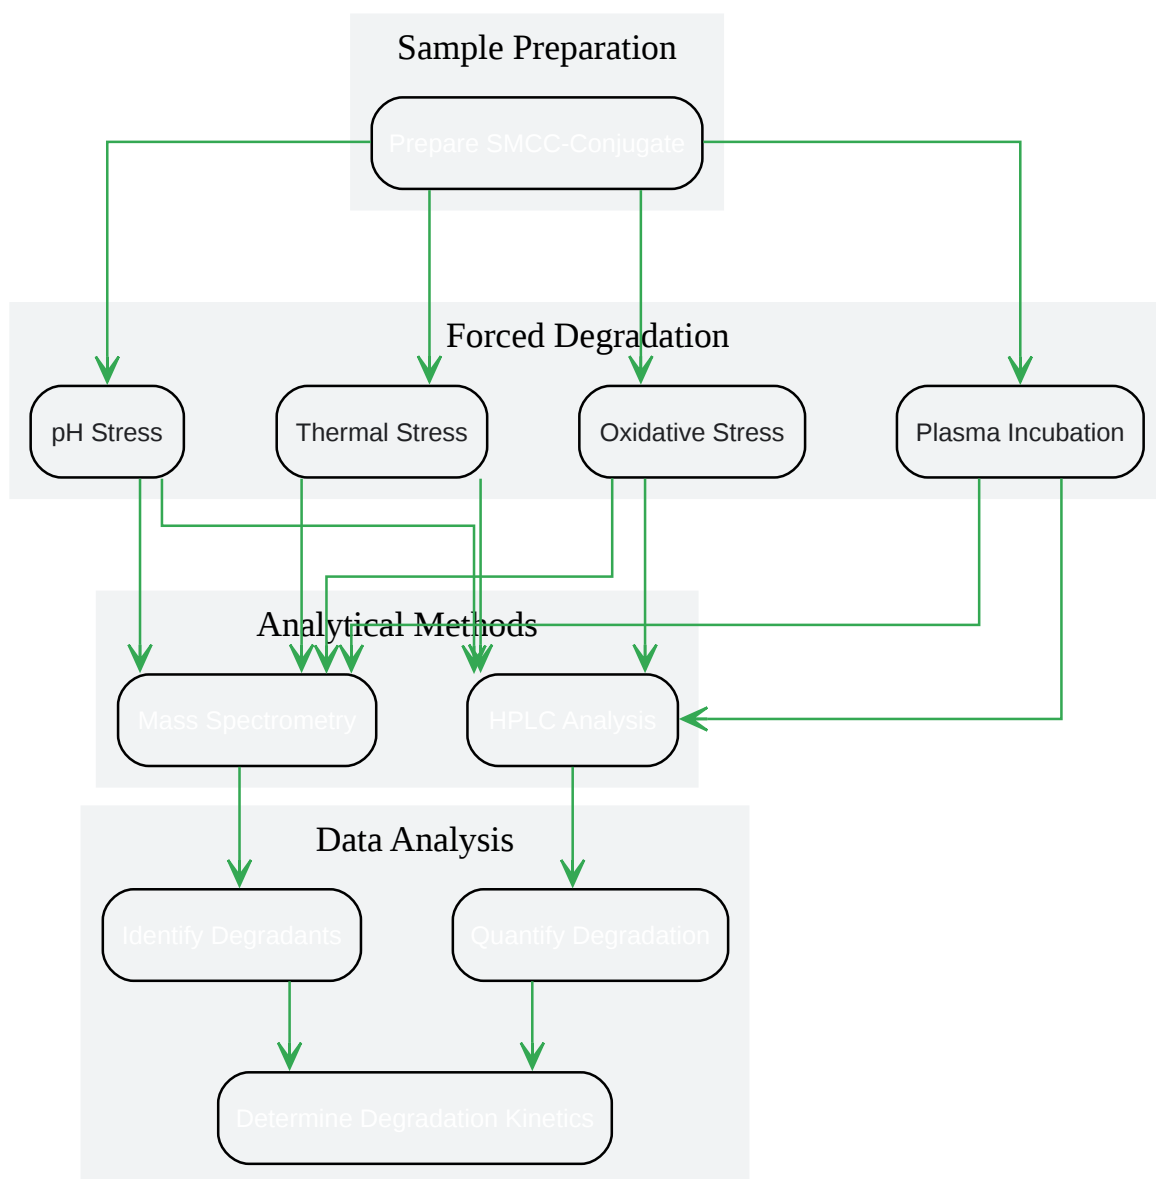 Sample Preparation
Prepare SMCC-Conjugate
Forced Degradation
pH Stress
Thermal Stress
Oxidative Stress
Plasma Incubation
Analytical Methods
Mass Spectrometry
HPLC Analysis
Data Analysis
Identify Degradants
Quantify Degradation
Determine Degradation Kinetics